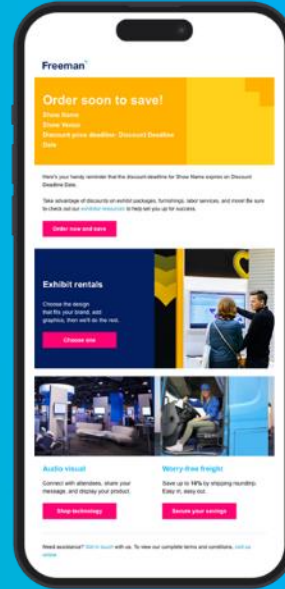 Freeman
Order soon to save!
Show Name
Show Venue
Discount price deadline- Discount Deadline
Date
Here's your handy reminder that the discount deadline for Show Name expires on Discount
Deadline Date.
Take advantage of discounts on exhibit packages, furnishings, labor services, and more! Be sure
to check out our exhibitor resources to help set you up for success.
Order now and save
Exhibit rentals
Choose the design
that fits your brand, add
graphics, then we'll do the rest.
Choose one
Audio visual
Connect with attendees, share your
message, and display your product.
Shop technology
Worry-free freight
Save up to 10% by shipping roundtrip.
Easy in, easy out.
Secure your savings
Need assistance? Get in touch with us. To view our complete terms and conditions, visit us
online.